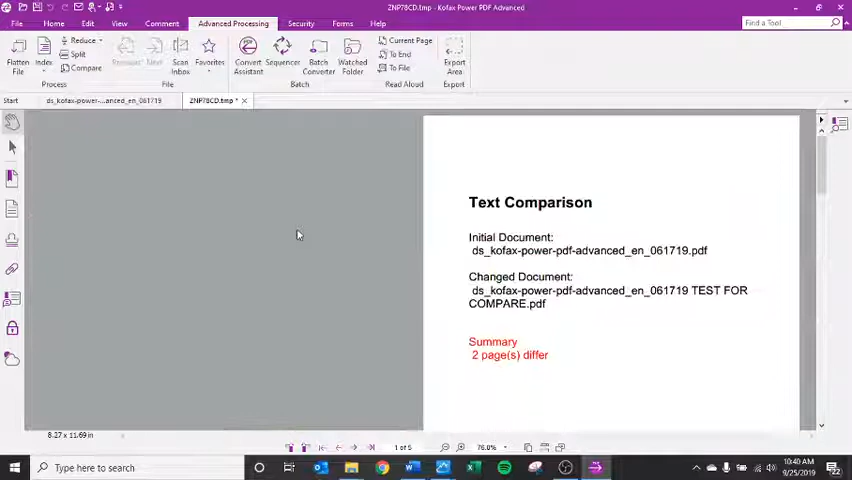 ZNP78CD.tmp - Kofax Power PDF Advanced
File Home Edit View Comment Advanced Processing Security Forms Help Find a Tool
Flatten File
Index
Reduce
Split
Compare
Previous
Next
Scan Inbox
Favorites
Convert Assistant
Sequencer
Batch Converter
Watched Folder
Current Page
To End
To File
Export Area
Process File Batch Read Aloud Export
Start ds_kofax-power-...anced_en_061719 ZNP78CD.tmp *
Text Comparison
Initial Document:
ds_kofax-power-pdf-advanced_en_061719.pdf
Changed Document:
ds_kofax-power-pdf-advanced_en_061719 TEST FOR
COMPARE.pdf
Summary
2 page(s) differ
8.27 x 11.69 in
1 of 5 76.0%
Type here to search
10:40 AM
9/25/2019
22